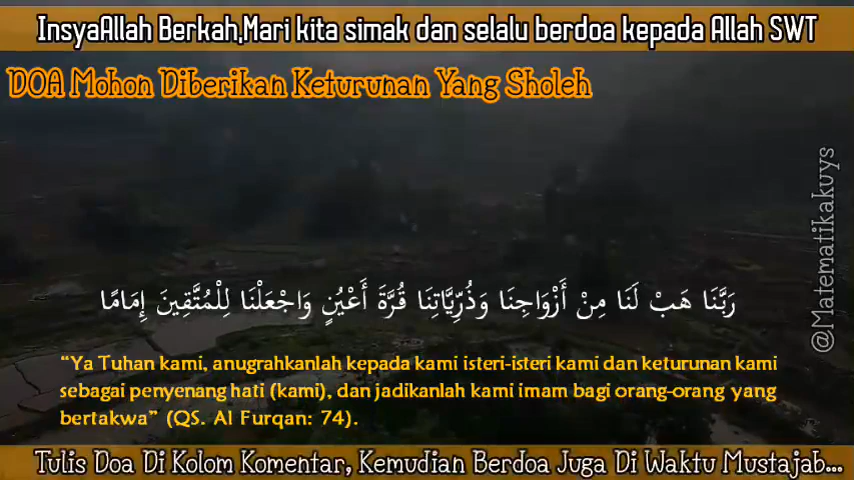 InsyaAllah Berkah,Mari kita simak dan selalu berdoa kepada Allah SWT
DOA Mohon Diberikan Keturunan Yang Sholeh
@Matematikakuys
رَبَّنَا هَبْ لَنَا مِنْ أَزْوَاجِنَا وَذُرِّيَّاتِنَا قُرَّةَ أَعْيُنٍ وَاجْعَلْنَا لِلْمُتَّقِينَ إِمَامًا
“Ya Tuhan kami, anugrahkanlah kepada kami isteri-isteri kami dan keturunan kami
sebagai penyenang hati (kami), dan jadikanlah kami imam bagi orang-orang yang
bertakwa” (QS. Al Furqan: 74).
Tulis Doa Di Kolom Komentar, Kemudian Berdoa Juga Di Waktu Mustajab...